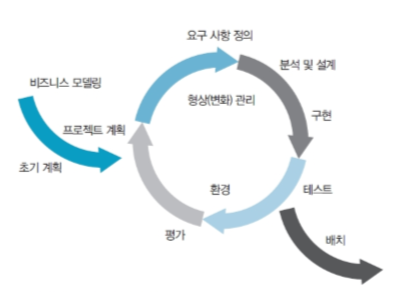 요구 사항 정의
분석 및 설계
비즈니스 모델링
형상(변화) 관리
구현
프로젝트 계획
초기 계획
환경
테스트
평가
배치